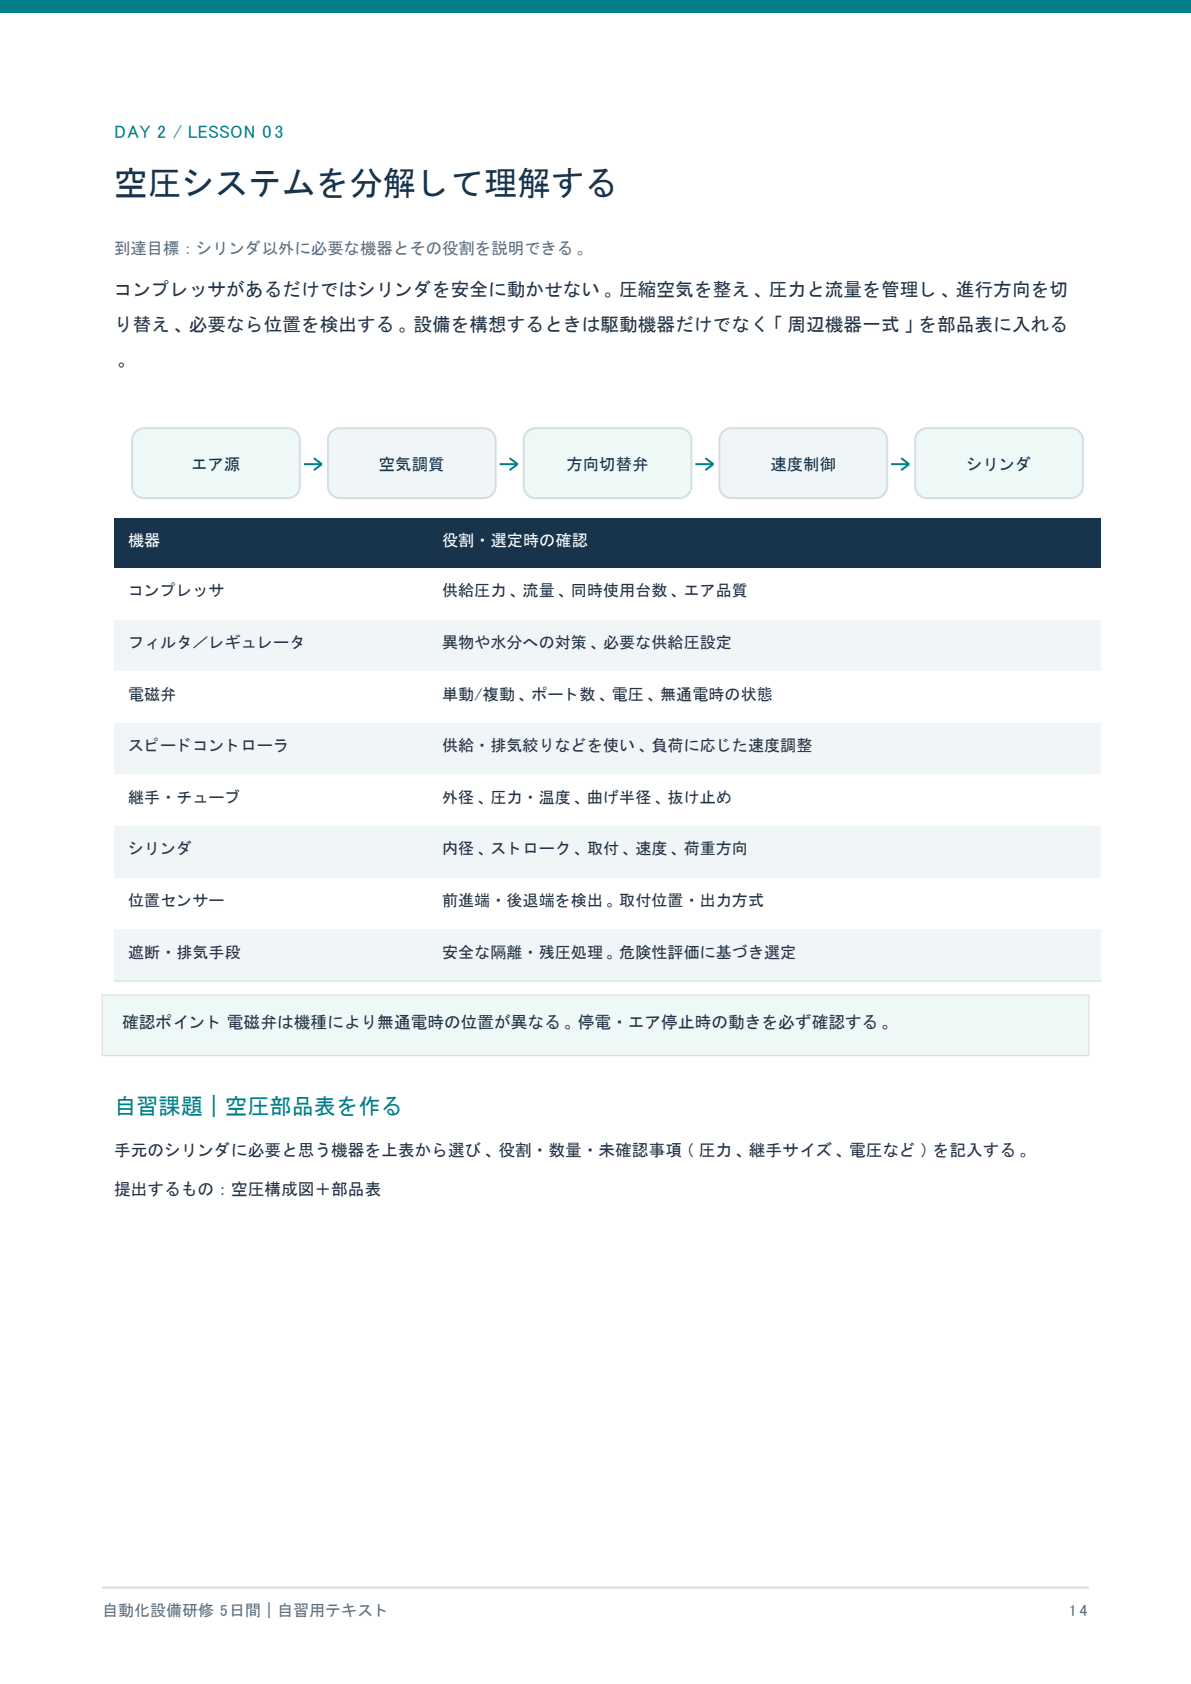 DAY 2 / LESSON 03
空圧システムを分解して理解する
到達目標：シリンダ以外に必要な機器とその役割を説明できる。
コンプレッサがあるだけではシリンダを安全に動かせない。圧縮空気を整え、圧力と流量を管理し、進行方向を切
り替え、必要なら位置を検出する。設備を構想するときは駆動機器だけでなく「周辺機器一式」を部品表に入れる
。
エア源 → 空気調質 → 方向切替弁 → 速度制御 → シリンダ
機器 役割・選定時の確認
コンプレッサ 供給圧力、流量、同時使用台数、エア品質
フィルタ／レギュレータ 異物や水分への対策、必要な供給圧設定
電磁弁 単動/複動、ポート数、電圧、無通電時の状態
スピードコントローラ 供給・排気絞りなどを使い、負荷に応じた速度調整
継手・チューブ 外径、圧力・温度、曲げ半径、抜け止め
シリンダ 内径、ストローク、取付、速度、荷重方向
位置センサー 前進端・後退端を検出。取付位置・出力方式
遮断・排気手段 安全な隔離・残圧処理。危険性評価に基づき選定
確認ポイント 電磁弁は機種により無通電時の位置が異なる。停電・エア停止時の動きを必ず確認する。
自習課題｜空圧部品表を作る
手元のシリンダに必要と思う機器を上表から選び、役割・数量・未確認事項（圧力、継手サイズ、電圧など）を記入する。
提出するもの：空圧構成図＋部品表
自動化設備研修 5日間｜自習用テキスト 14